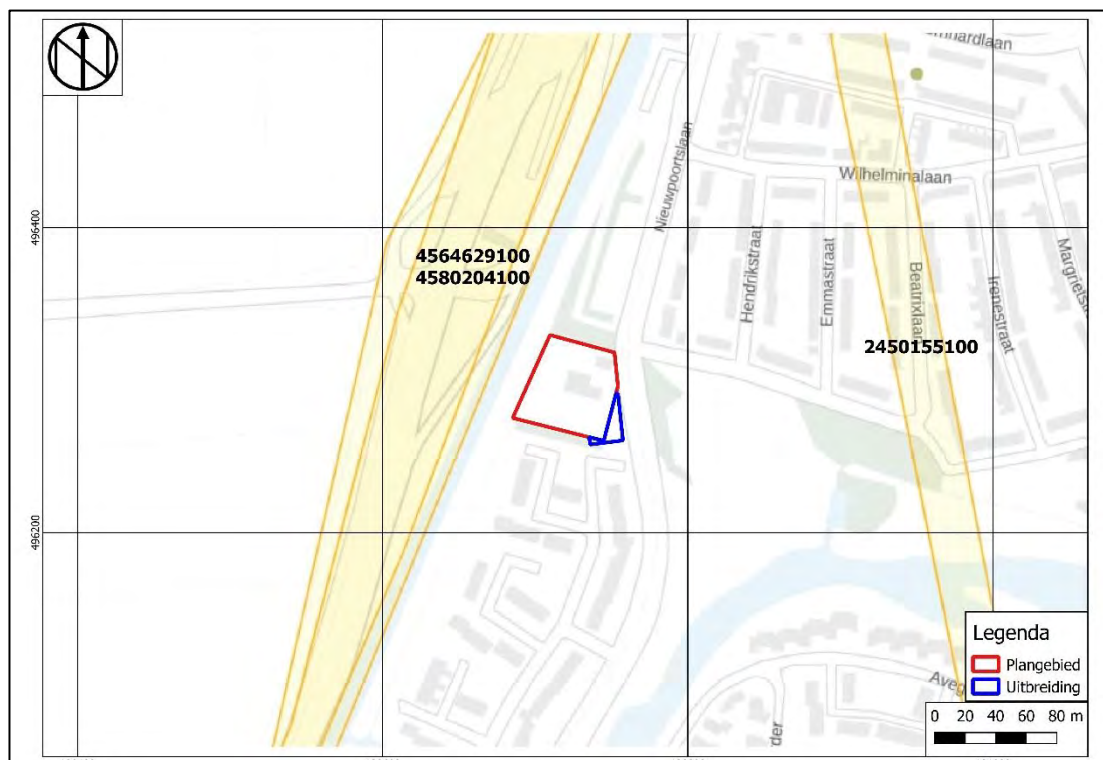 Nieuwpoortslaan
Wilhelminalaan
496400
4564629100
4580204100
Hendrikstraat
Emmastraat
Beatrixlaan
Irenestraat
2450155100
496200
Legenda
Plangebied
Uitbreiding
0 20 40 60 80 m